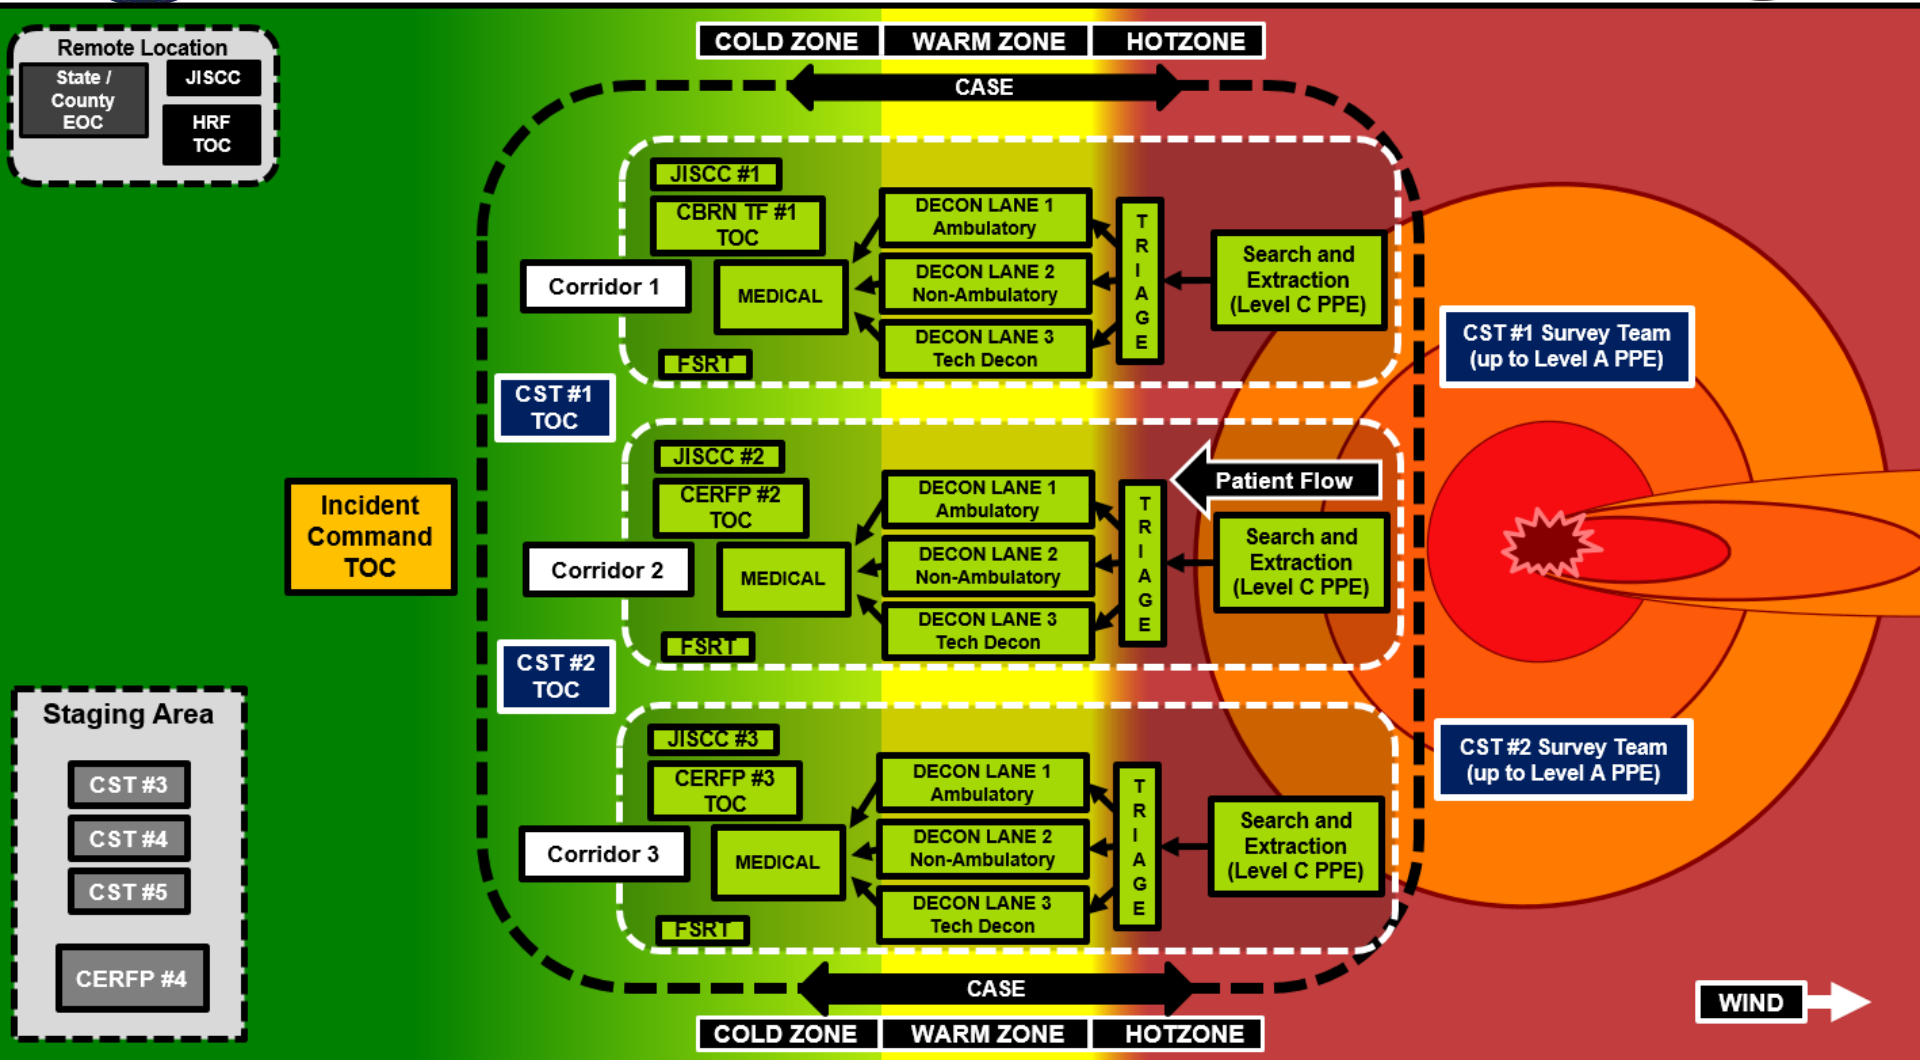 COLD ZONE
WARM ZONE
HOTZONE
CASE
Remote Location
State /
County
EOC
JISCC
HRF
TOC
JISCC #1
CBRN TF #1
TOC
Corridor 1
MEDICAL
FSRT
DECON LANE 1
Ambulatory
DECON LANE 2
Non-Ambulatory
DECON LANE 3
Tech Decon
T
R
I
A
G
E
Search and
Extraction
(Level C PPE)
CST #1 Survey Team
(up to Level A PPE)
CST #1
TOC
Incident
Command
TOC
JISCC #2
CERFP #2
TOC
Corridor 2
MEDICAL
FSRT
DECON LANE 1
Ambulatory
DECON LANE 2
Non-Ambulatory
DECON LANE 3
Tech Decon
T
R
I
A
G
E
Patient Flow
Search and
Extraction
(Level C PPE)
CST #2
TOC
Staging Area
CST #3
CST #4
CST #5
CERFP #4
JISCC #3
CERFP #3
TOC
Corridor 3
MEDICAL
FSRT
DECON LANE 1
Ambulatory
DECON LANE 2
Non-Ambulatory
DECON LANE 3
Tech Decon
T
R
I
A
G
E
Search and
Extraction
(Level C PPE)
CST #2 Survey Team
(up to Level A PPE)
CASE
COLD ZONE
WARM ZONE
HOTZONE
WIND